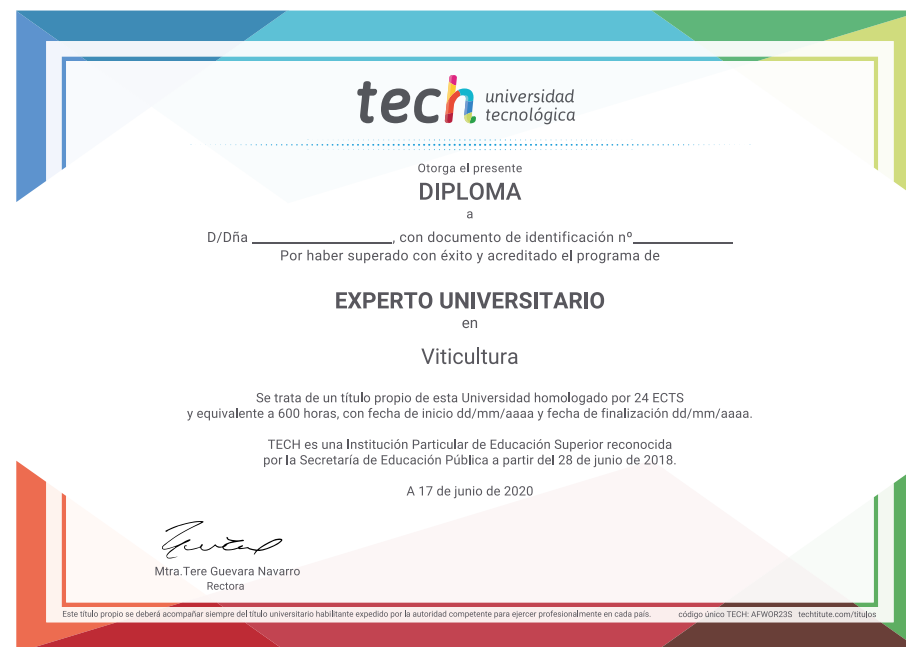 tech universidad
tecnológica
Otorga el presente
DIPLOMA
a
D/Dña ____________________, con documento de identificación nº______________
Por haber superado con éxito y acreditado el programa de
EXPERTO UNIVERSITARIO
en
Viticultura
Se trata de un título propio de esta Universidad homologado por 24 ECTS
y equivalente a 600 horas, con fecha de inicio dd/mm/aaaa y fecha de finalización dd/mm/aaaa.
TECH es una Institución Particular de Educación Superior reconocida
por la Secretaría de Educación Pública a partir del 28 de junio de 2018.
A 17 de junio de 2020
Mtra.Tere Guevara Navarro
Rectora
Este título propio se deberá acompañar siempre del título universitario habilitante expedido por la autoridad competente para ejercer profesionalmente en cada país. código único TECH: AFWOR23S techtitute.com/titulos